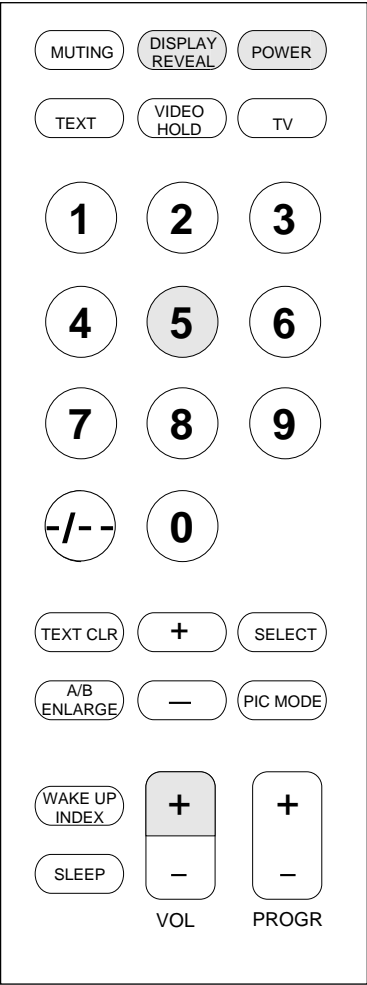 MUTING
DISPLAY
REVEAL
POWER
TEXT
VIDEO
HOLD
TV
1
2
3
4
5
6
7
8
9
-/--
0
TEXT CLR
+
SELECT
A/B
ENLARGE
—
PIC MODE
WAKE UP
INDEX
+
+
SLEEP
–
–
VOL
PROGR